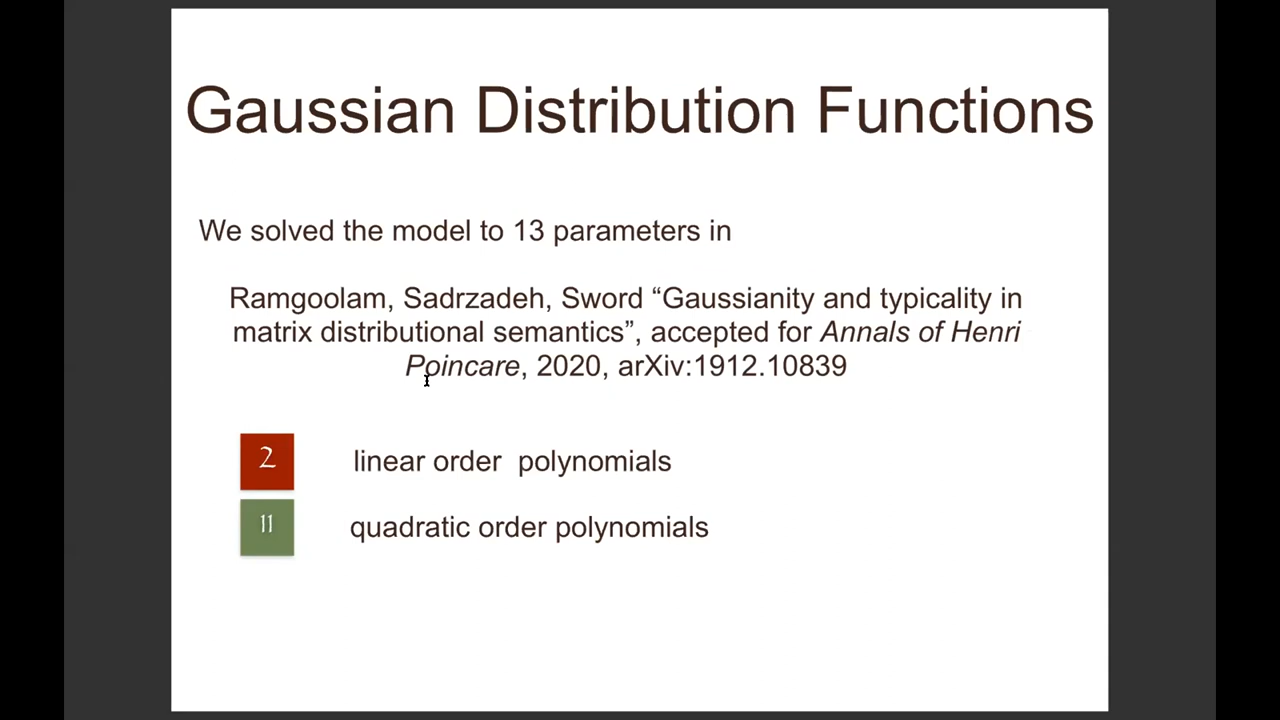 Gaussian Distribution Functions
We solved the model to 13 parameters in
Ramgoolam, Sadrzadeh, Sword “Gaussianity and typicality in
matrix distributional semantics”, accepted for Annals of Henri
Poincare, 2020, arXiv:1912.10839
2 linear order polynomials
11 quadratic order polynomials